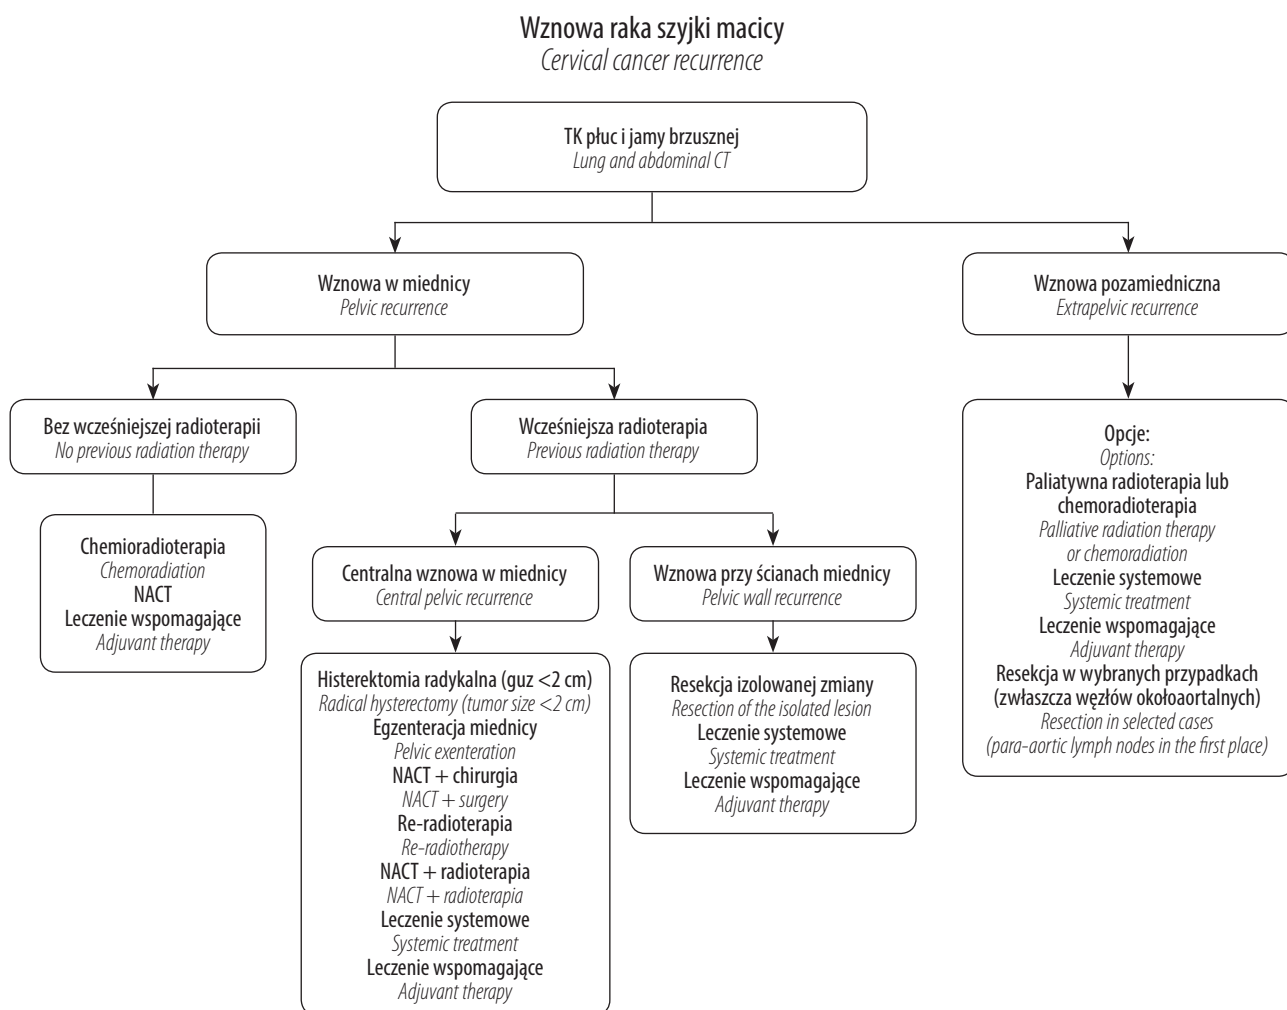 Wznowa raka szyjki macicy
Cervical cancer recurrence
TK płuc i jamy brzusznej
Lung and abdominal CT
Wznowa w miednicy
Pelvic recurrence
Wznowa pozamiedniczna
Extrapelvic recurrence
Bez wcześniejszej radioterapii
No previous radiation therapy
Wcześniejsza radioterapia
Previous radiation therapy
Opcje:
Options:
Paliatywna radioterapia lub
chemoradioterapia
Palliative radiation therapy
or chemoradiation
Leczenie systemowe
Systemic treatment
Leczenie wspomagające
Adjuvant therapy
Resekcja w wybranych przypadkach
(zwłaszcza węzłów okołoaortalnych)
Resection in selected cases
(para-aortic lymph nodes in the first place)
Chemioradioterapia
Chemoradiation
NACT
Leczenie wspomagające
Adjuvant therapy
Centralna wznowa w miednicy
Central pelvic recurrence
Wznowa przy ścianach miednicy
Pelvic wall recurrence
Histerektomia radykalna (guz <2 cm)
Radical hysterectomy (tumor size <2 cm)
Egzenteracja miednicy
Pelvic exenteration
NACT + chirurgia
NACT + surgery
Re-radioterapia
Re-radiotherapy
NACT + radioterapia
NACT + radioterapia
Leczenie systemowe
Systemic treatment
Leczenie wspomagające
Adjuvant therapy
Resekcja izolowanej zmiany
Resection of the isolated lesion
Leczenie systemowe
Systemic treatment
Leczenie wspomagające
Adjuvant therapy